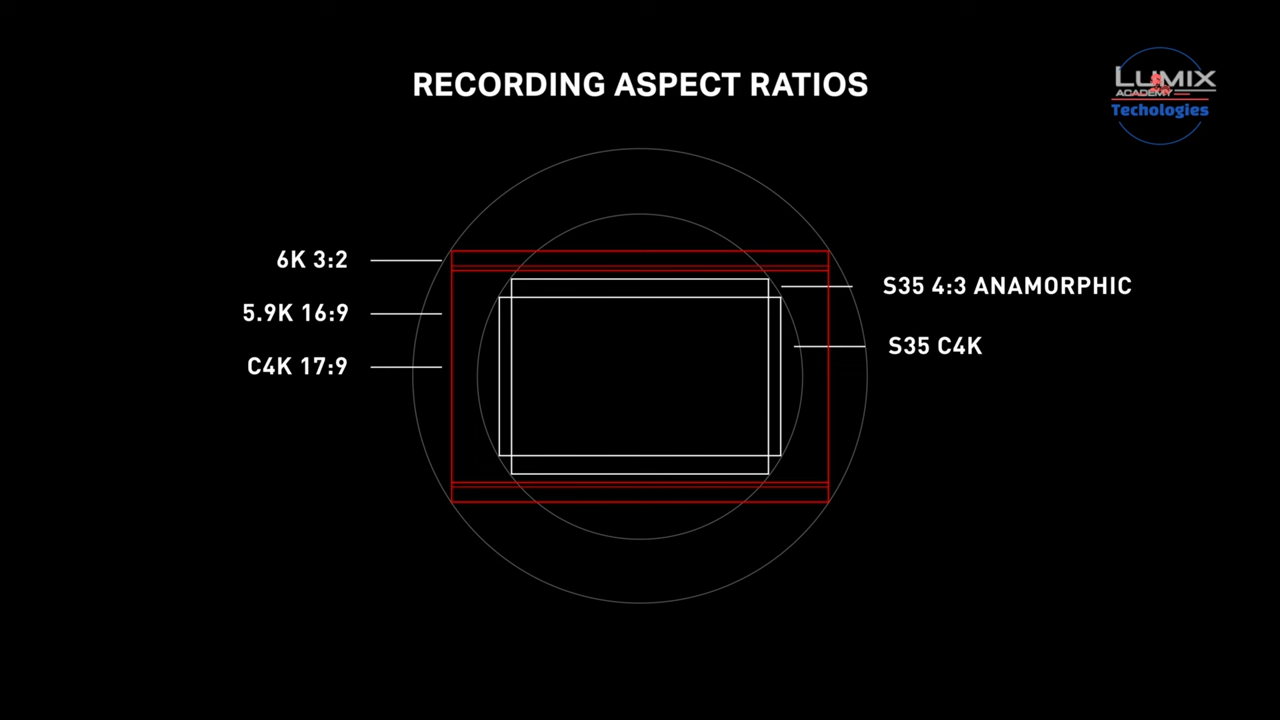 RECORDING ASPECT RATIOS
LUMIX
ACADEMY
Techologies
6K 3:2
5.9K 16:9
C4K 17:9
S35 4:3 ANAMORPHIC
S35 C4K